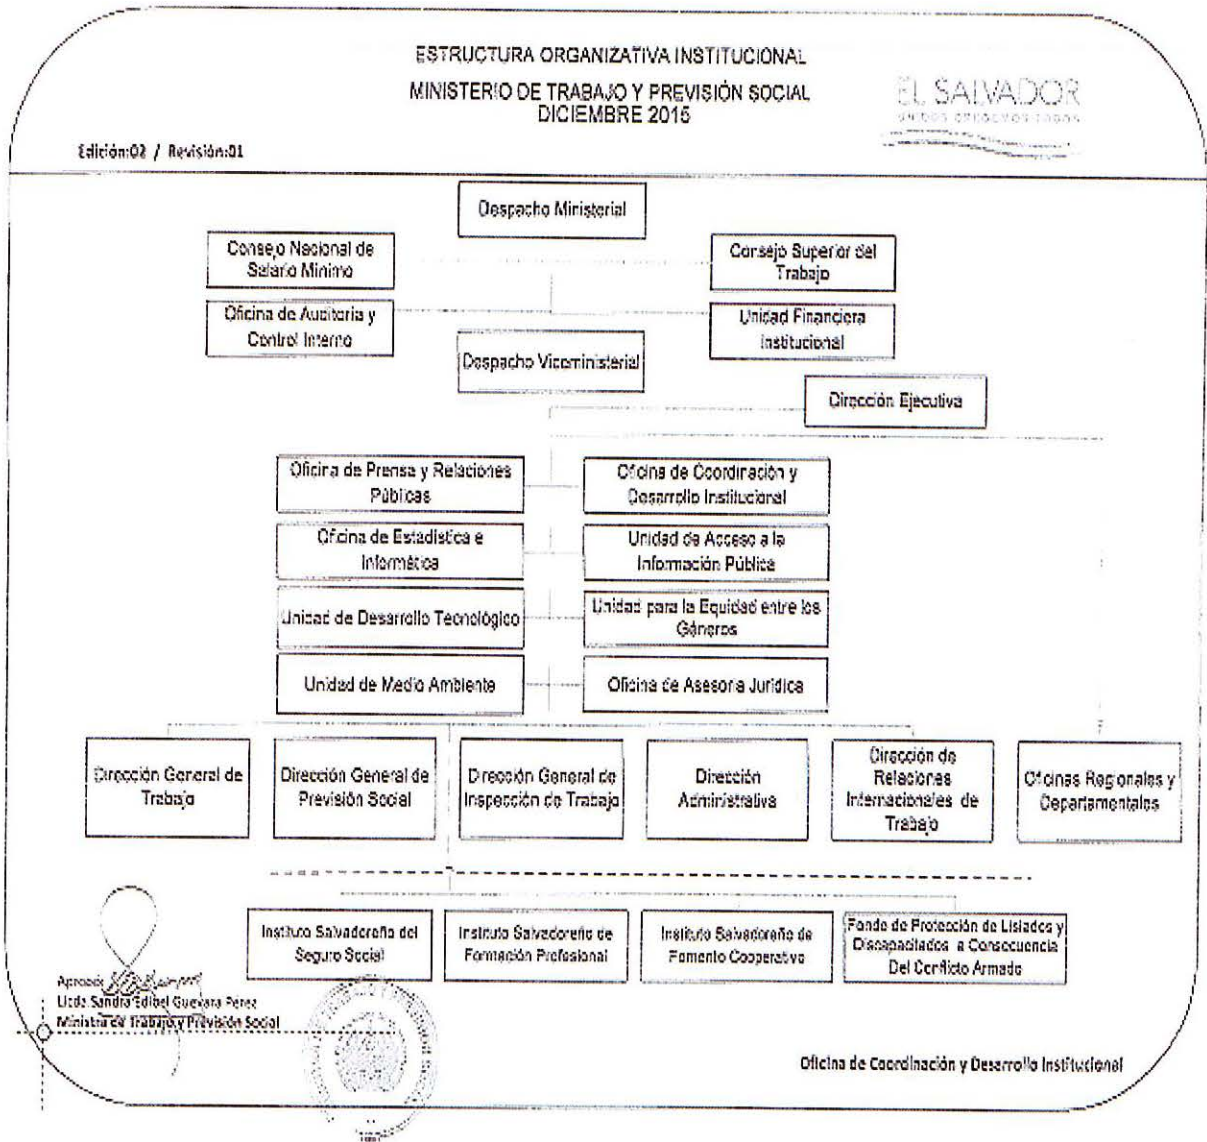 ESTRUCTURA ORGANIZATIVA INSTITUCIONAL
MINISTERIO DE TRABAJO Y PREVISIÓN SOCIAL
DICIEMBRE 2015
EL SALVADOR
UNIDOS CRECEMOS TODOS
Edición:02 / Revisión:01
Despacho Ministerial
Consejo Nacional de
Salario Mínimo
Consejo Superior del
Trabajo
Oficina de Auditoria y
Control Interno
Unidad Financiera
Institucional
Despacho Viceministerial
Dirección Ejecutiva
Oficina de Prensa y Relaciones
Públicas
Oficina de Coordinación y
Desarrollo Institucional
Oficina de Estadística e
Informática
Unidad de Acceso a la
Información Pública
Unidad de Desarrollo Tecnológico
Unidad para la Equidad entre los
Géneros
Unidad de Medio Ambiente
Oficina de Asesoria Jurídica
Dirección General de
Trabajo
Dirección General de
Previsión Social
Dirección General de
Inspección de Trabajo
Dirección
Administrativa
Dirección de
Relaciones
Internacionales de
Trabajo
Oficinas Regionales y
Departamentales
Instituto Salvadoreño del
Seguro Social
Instituto Salvadoreño de
Formación Profesional
Instituto Salvadoreño de
Fomento Cooperativo
Fondo de Protección de Lisiados y
Discapacitados a Consecuencia
Del Conflicto Armado
Licda Sandra Edibel Guevara Perez
Ministra de Trabajo y Previsión Social
Oficina de Coordinación y Desarrollo Institucional